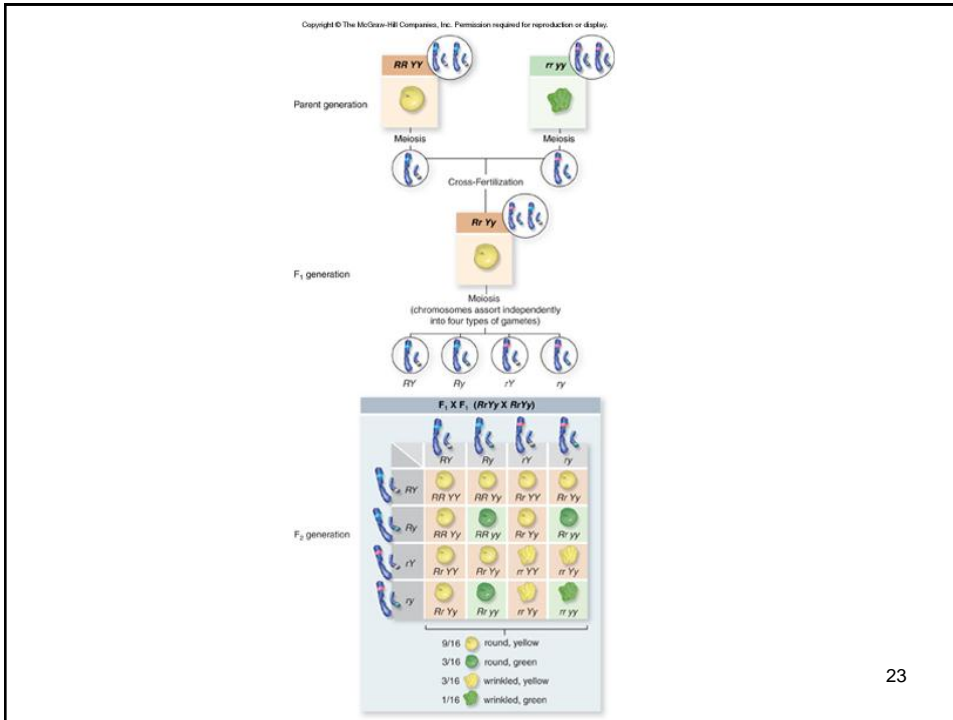 Copyright © The McGraw-Hill Companies, Inc. Permission required for reproduction or display.
RR YY
rr yy
Parent generation
Meiosis
Meiosis
Cross-Fertilization
Rr Yy
F₁ generation
Meiosis
(chromosomes assort independently
into four types of gametes)
RY Ry rY ry
F₁ X F₁ (RrYy X RrYy)
RY Ry rY ry
RY
RR YY RR Yy Rr YY Rr Yy
Ry
RR Yy RR yy Rr Yy Rr yy
F₂ generation
rY
Rr YY Rr Yy rr YY rr Yy
ry
Rr Yy Rr yy rr Yy rr yy
9/16 round, yellow
3/16 round, green
3/16 wrinkled, yellow
1/16 wrinkled, green
23